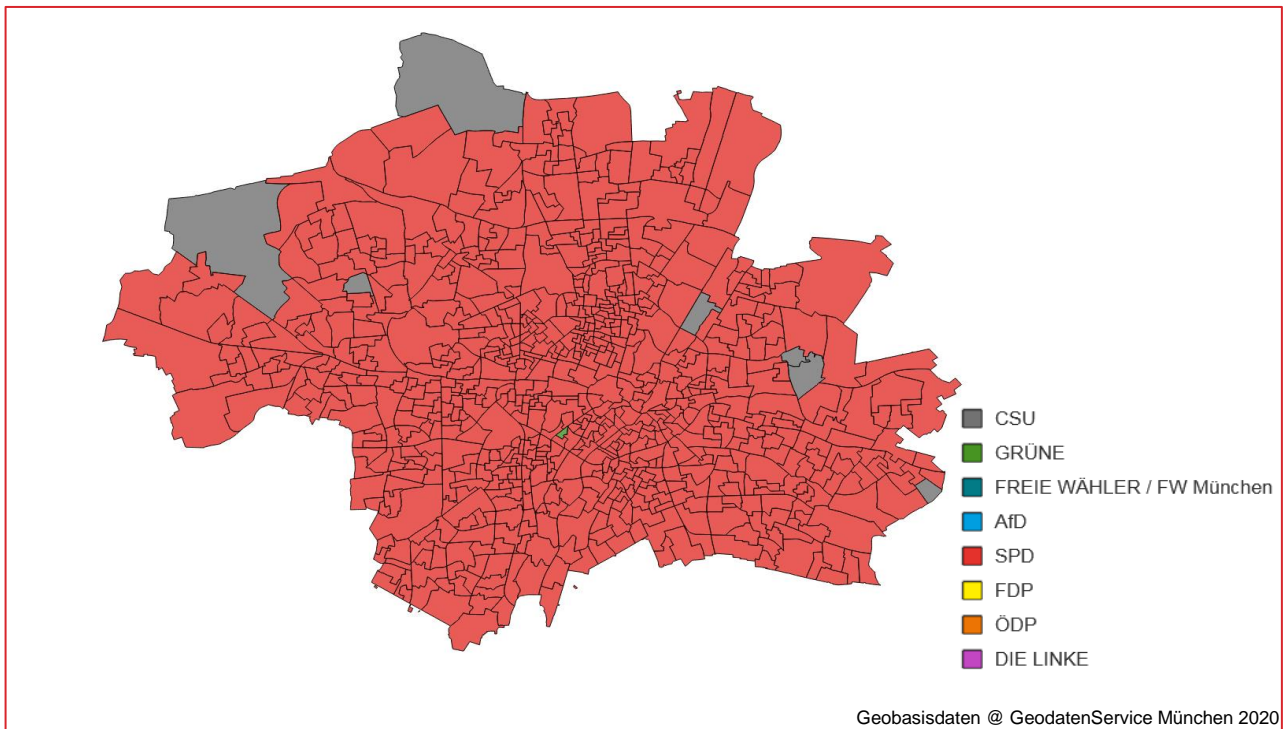 CSU
GRÜNE
FREIE WÄHLER / FW München
AfD
SPD
FDP
ÖDP
DIE LINKE
Geobasisdaten @ GeodatenService München 2020